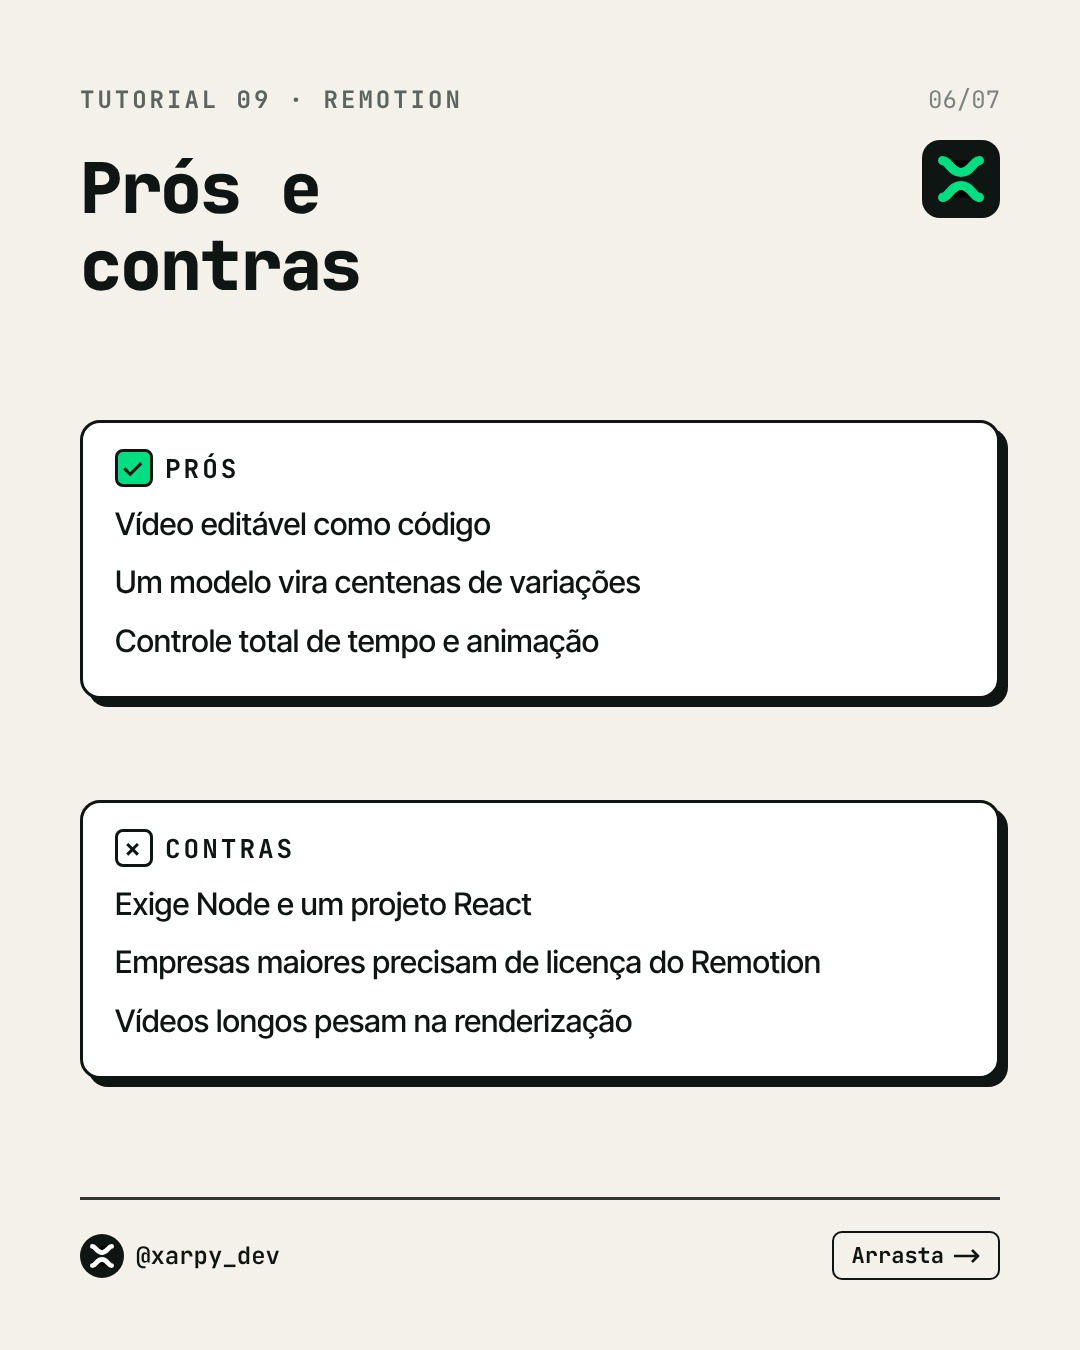 TUTORIAL 09 · REMOTION
06/07
Prós e
contras
PRÓS
Vídeo editável como código
Um modelo vira centenas de variações
Controle total de tempo e animação
CONTRAS
Exige Node e um projeto React
Empresas maiores precisam de licença do Remotion
Vídeos longos pesam na renderização
@xarpy_dev
Arrasta →